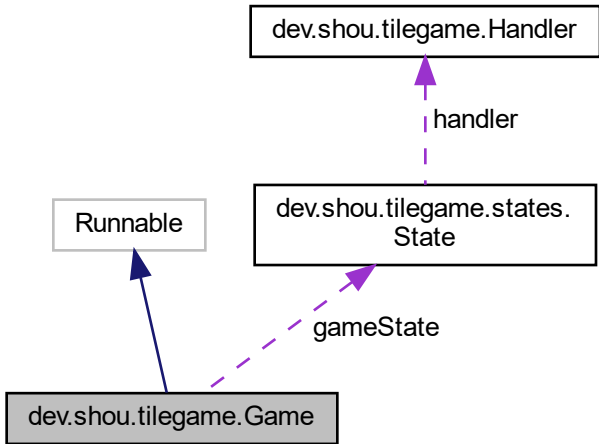 dev.shou.tilegame.Handler
handler
Runnable
dev.shou.tilegame.states.
State
gameState
dev.shou.tilegame.Game